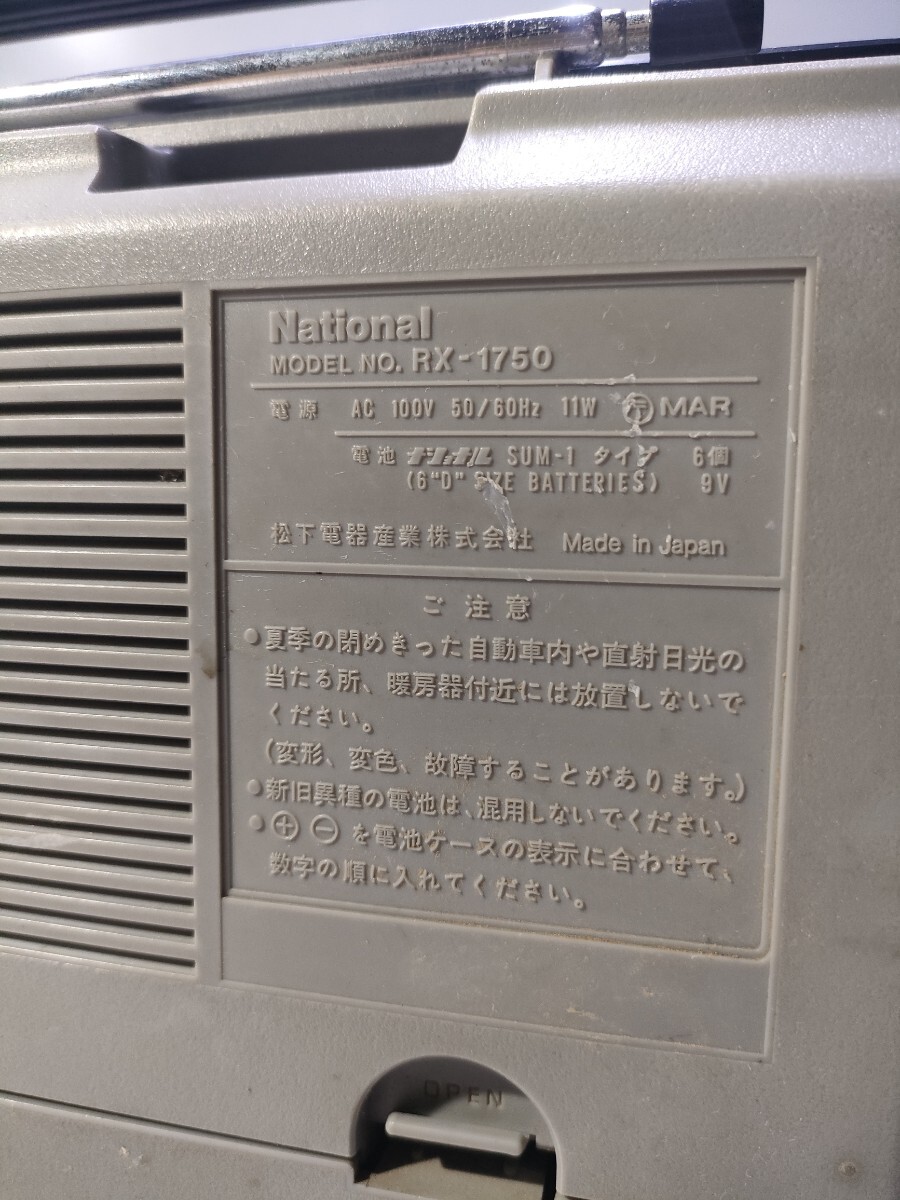 National
MODEL NO. RX-1750
電源 AC 100V 50/60Hz 11W 〒 MAR
電池 ナショナル SUM-1 タイプ 6個
(6"D" SIZE BATTERIES) 9V
松下電器産業株式会社 Made in Japan
ご注意
●夏季の閉めきった自動車内や直射日光の
当たる所、暖房器付近には放置しないで
ください。
(変形、変色、故障することがあります。)
●新旧異種の電池は、混用しないでください。
●⊕⊖を電池ケースの表示に合わせて、
数字の順に入れてください。
OPEN